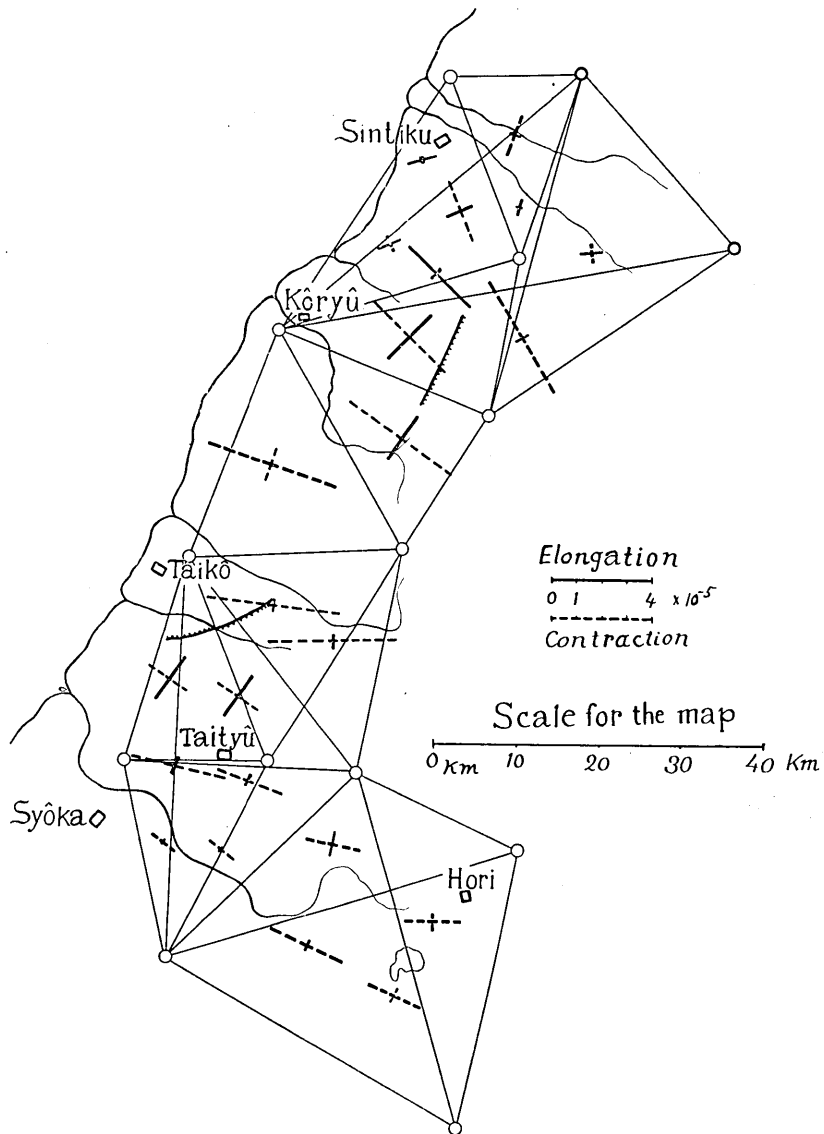 Sintiku
Kôryû
Elongation
0 1 4 × 10⁻⁵
Contraction
Taikô
Scale for the map
0 Km 10 20 30 40 Km
Taityû
Syôka
Hori